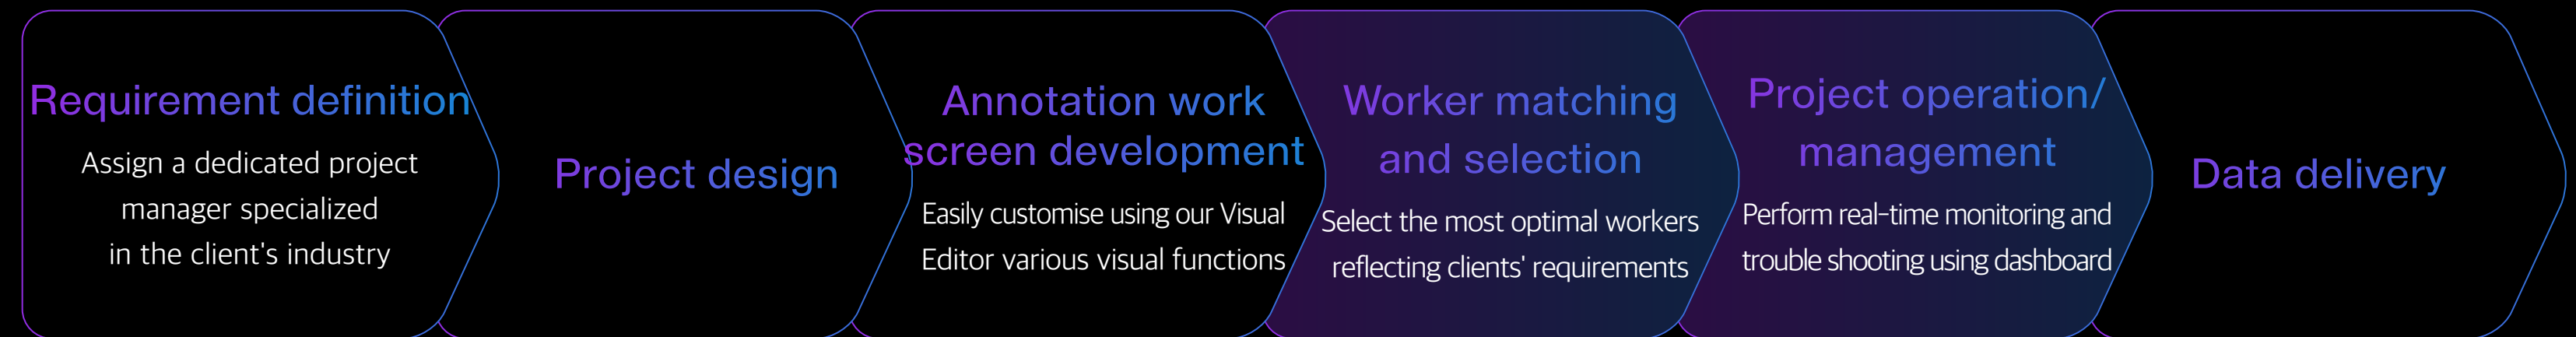 Requirement definition
Assign a dedicated project
manager specialized
in the client's industry
Project design
Annotation work
screen development
Easily customise using our Visual
Editor various visual functions
Worker matching
and selection
Select the most optimal workers
reflecting clients' requirements
Project operation/
management
Perform real-time monitoring and
trouble shooting using dashboard
Data delivery